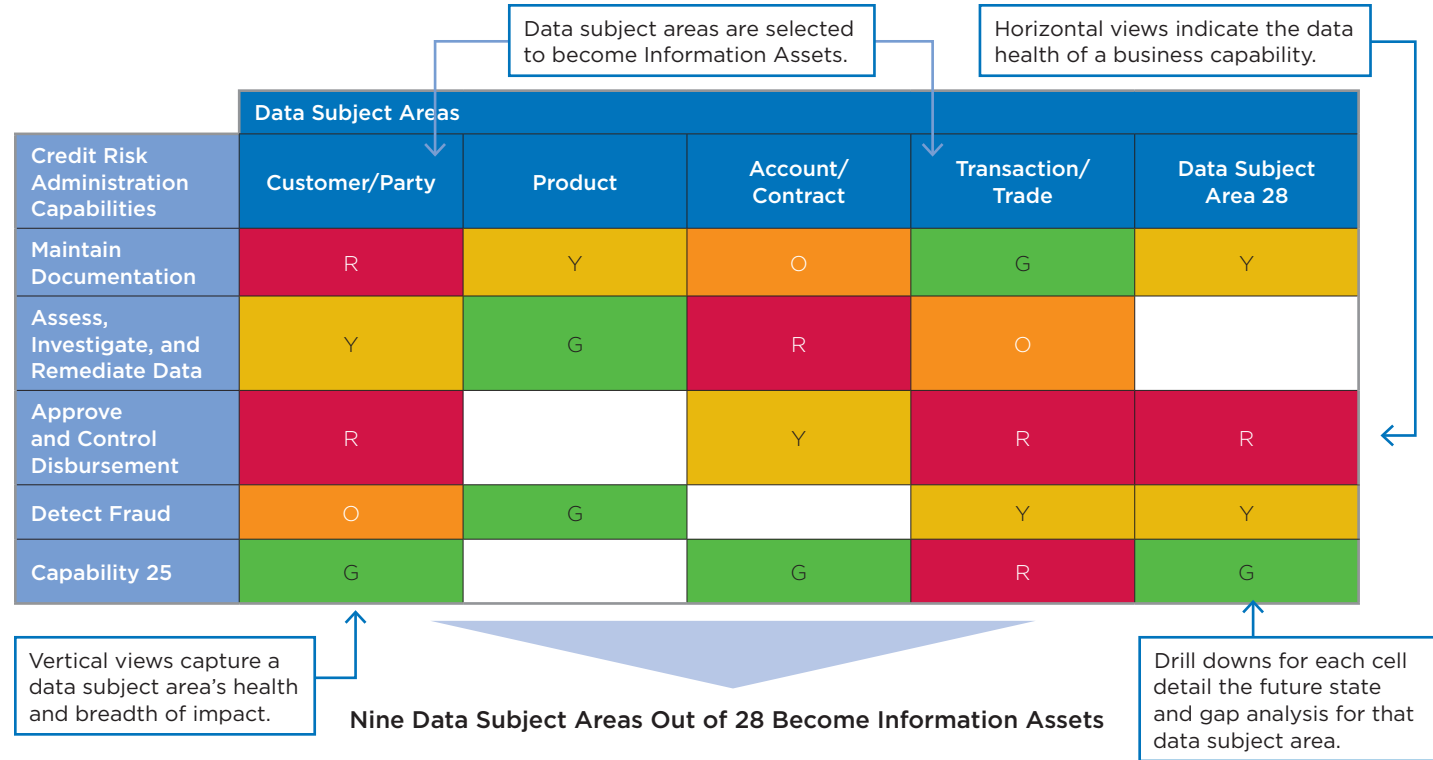 Data subject areas are selected
to become Information Assets.
Horizontal views indicate the data
health of a business capability.
Data Subject Areas
Credit Risk
Administration
Capabilities
Customer/Party
Product
Account/
Contract
Transaction/
Trade
Data Subject
Area 28
Maintain
Documentation
R
Y
O
G
Y
Assess,
Investigate, and
Remediate Data
Y
G
R
O
Approve
and Control
Disbursement
R
Y
R
R
Detect Fraud
O
G
Y
Y
Capability 25
G
G
R
G
Vertical views capture a
data subject area's health
and breadth of impact.
Nine Data Subject Areas Out of 28 Become Information Assets
Drill downs for each cell
detail the future state
and gap analysis for that
data subject area.